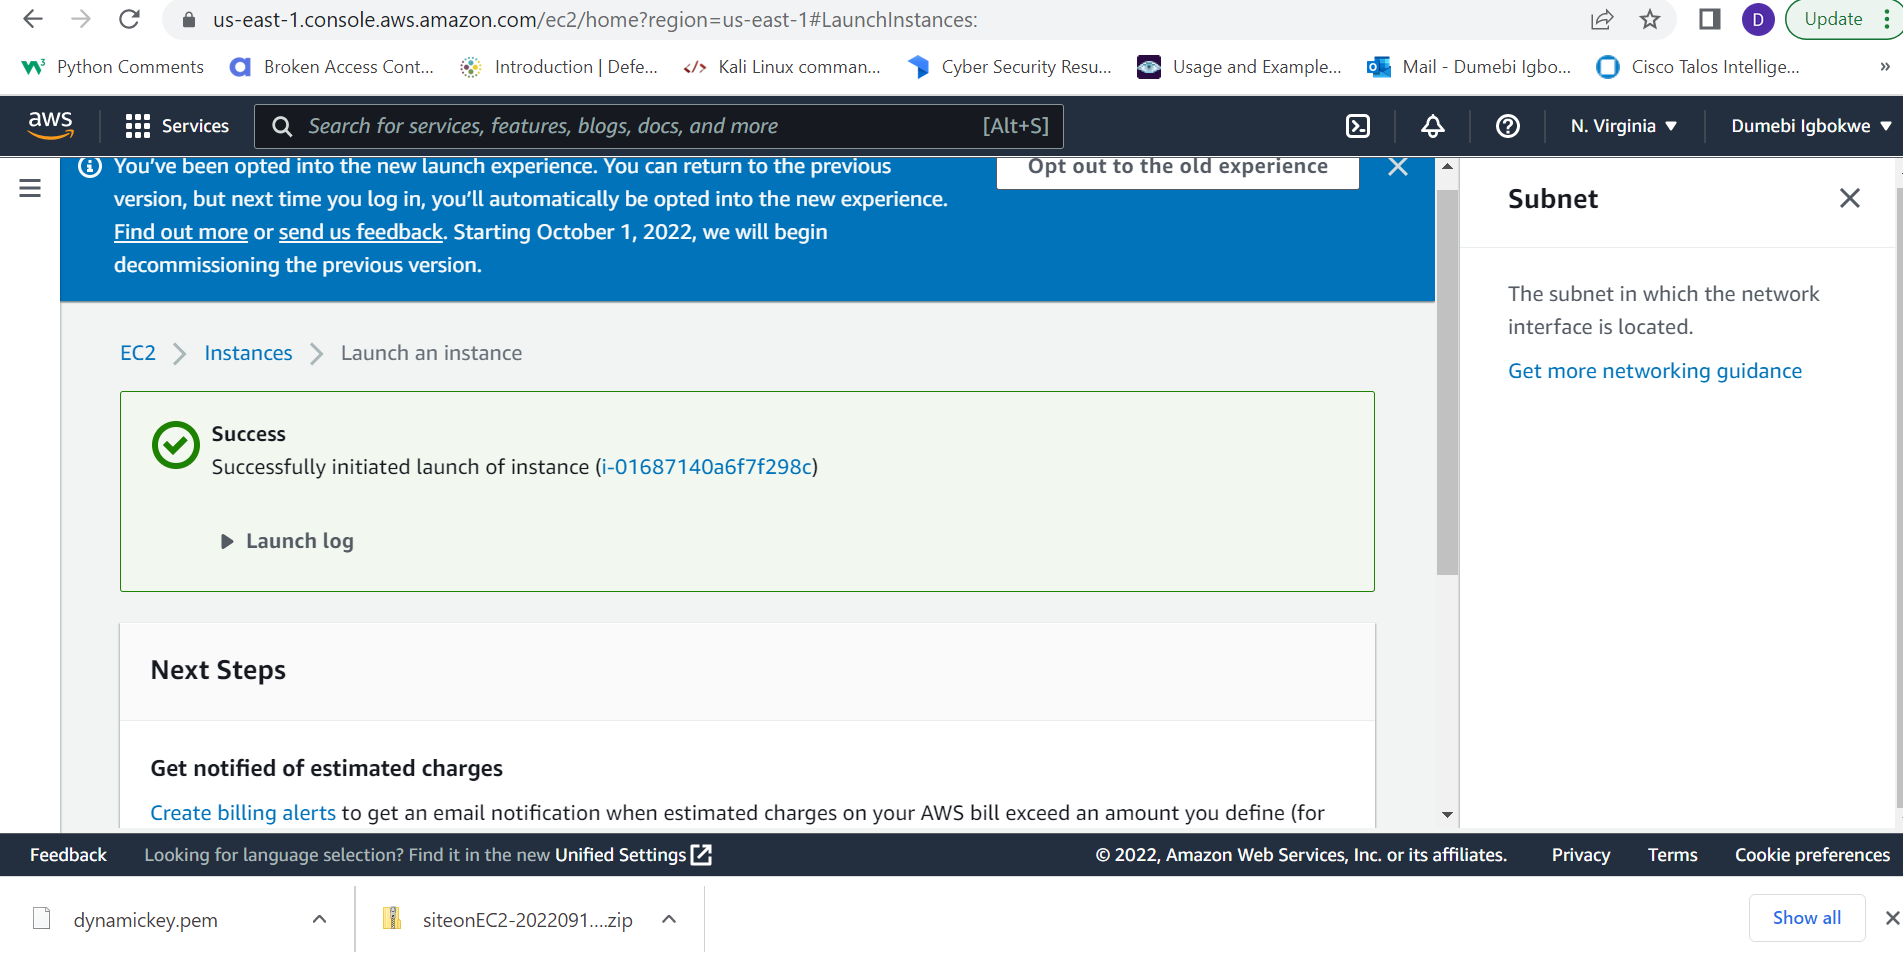 us-east-1.console.aws.amazon.com/ec2/home?region=us-east-1#LaunchInstances:
D
Update
W3
Python Comments
Broken Access Cont...
Introduction | Defe...
Kali Linux comman...
Cyber Security Resu...
Usage and Example...
Mail - Dumebi Igbo...
Cisco Talos Intellige...
»
aws
Services
Search for services, features, blogs, docs, and more
[Alt+S]
N. Virginia
Dumebi Igbokwe
You've been opted into the new launch experience. You can return to the previous
version, but next time you log in, you'll automatically be opted into the new experience.
Find out more or send us feedback. Starting October 1, 2022, we will begin
decommissioning the previous version.
Opt out to the old experience
EC2 > Instances > Launch an instance
Success
Successfully initiated launch of instance (i-01687140a6f7f298c)
Launch log
Next Steps
Get notified of estimated charges
Create billing alerts to get an email notification when estimated charges on your AWS bill exceed an amount you define (for
Subnet
The subnet in which the network
interface is located.
Get more networking guidance
Feedback
Looking for language selection? Find it in the new Unified Settings
© 2022, Amazon Web Services, Inc. or its affiliates.
Privacy
Terms
Cookie preferences
dynamickey.pem
siteonEC2-2022091....zip
Show all